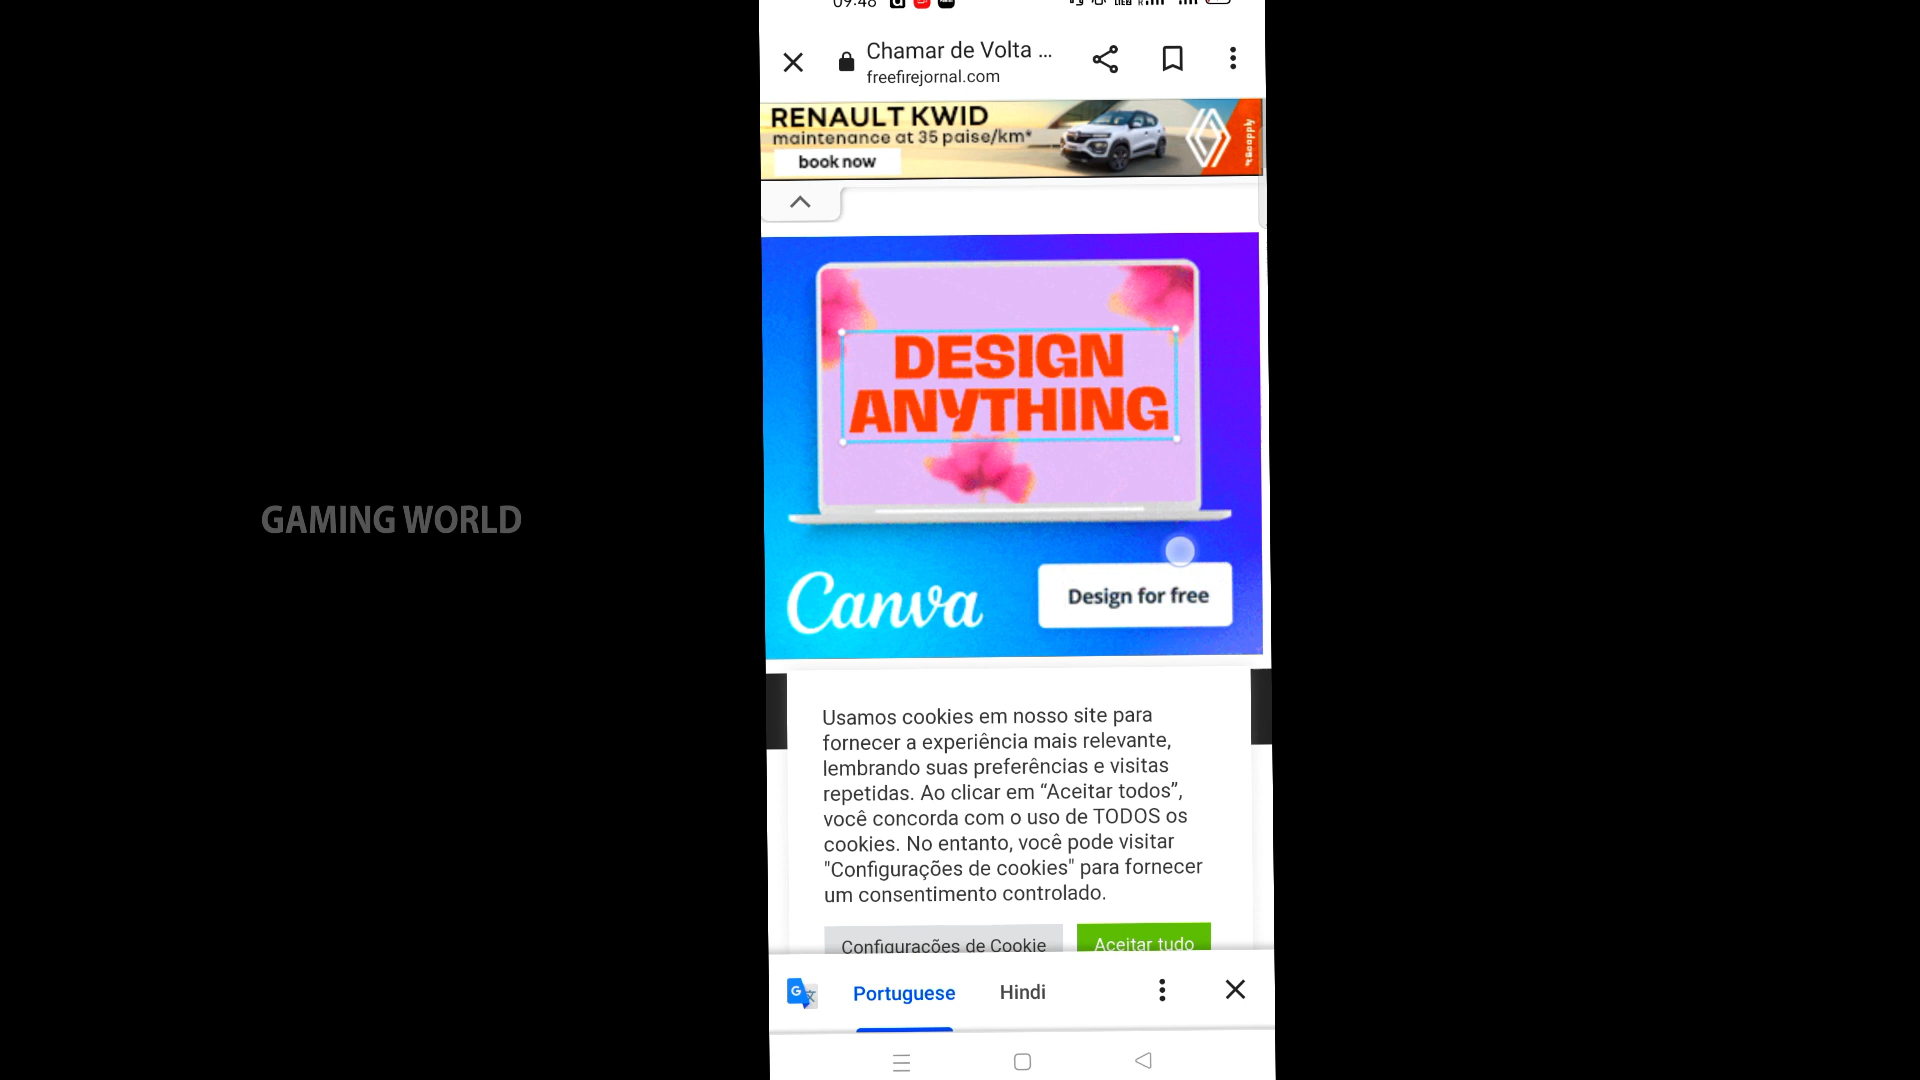 09:48
Chamar de Volta ...
freefirejornal.com
RENAULT KWID
maintenance at 35 paise/km*
book now
*T&Capply
DESIGN
ANYTHING
Canva
Design for free
GAMING WORLD
Usamos cookies em nosso site para
fornecer a experiência mais relevante,
lembrando suas preferências e visitas
repetidas. Ao clicar em “Aceitar todos”,
você concorda com o uso de TODOS os
cookies. No entanto, você pode visitar
"Configurações de cookies" para fornecer
um consentimento controlado.
Configurações de Cookie
Aceitar tudo
Portuguese
Hindi